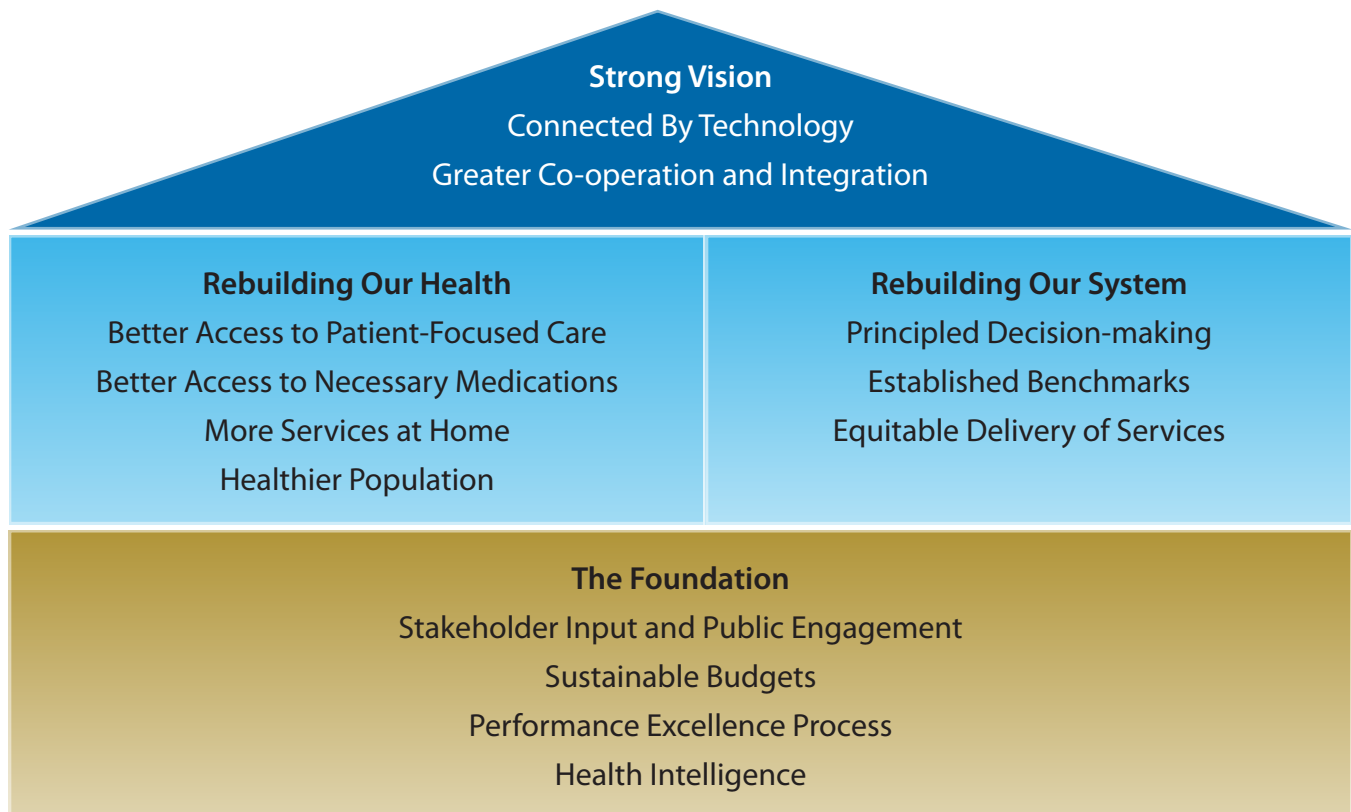 Strong Vision
Connected By Technology
Greater Co-operation and Integration
Rebuilding Our Health
Better Access to Patient-Focused Care
Better Access to Necessary Medications
More Services at Home
Healthier Population
Rebuilding Our System
Principled Decision-making
Established Benchmarks
Equitable Delivery of Services
The Foundation
Stakeholder Input and Public Engagement
Sustainable Budgets
Performance Excellence Process
Health Intelligence